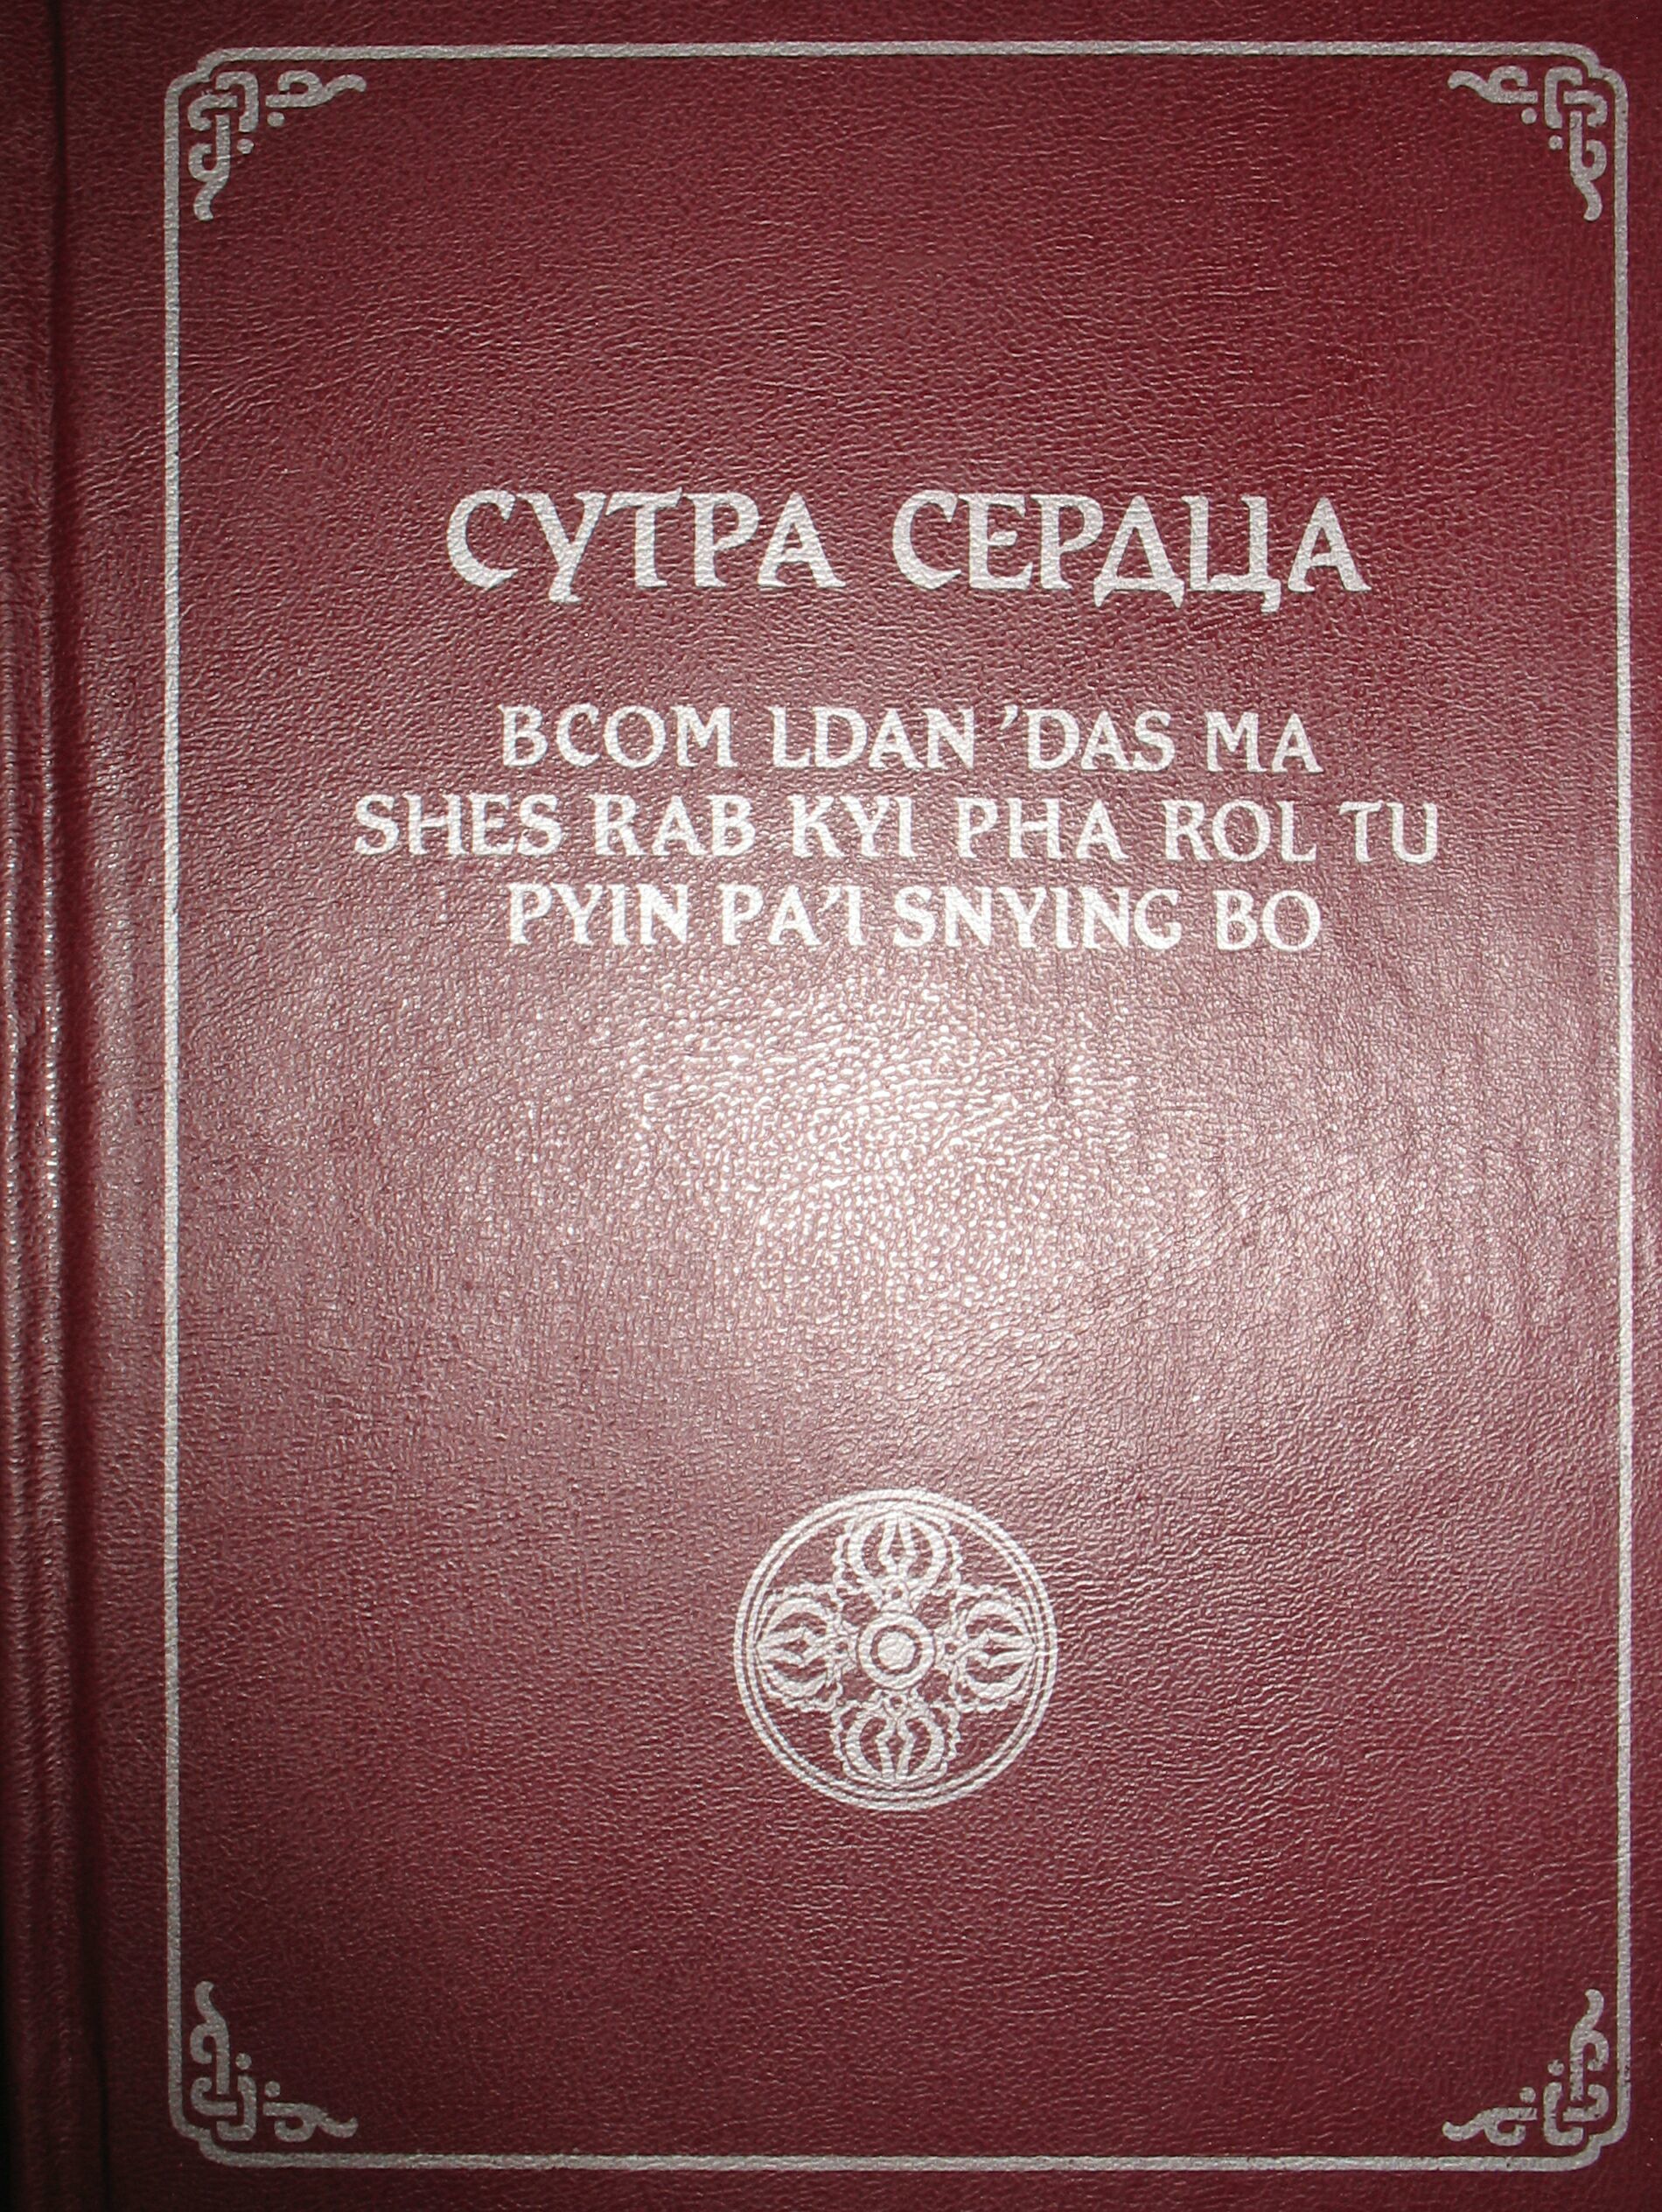 СУТРА СЕРДЦА
BCOM LDAN 'DAS MA
SHES RAB KYI PHA ROL TU
PYIN PA'I SNYING BO